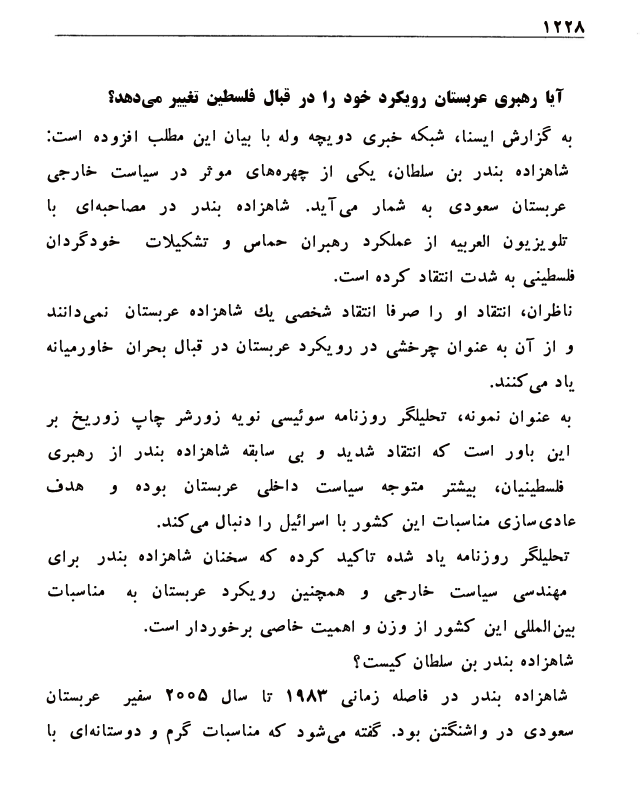 ۱۲۲۸
آیا رهبری عربستان رویکرد خود را در قبال فلسطین تغییر می‌دهد؟
به گزارش ایسنا، شبکه خبری دویچه وله با بیان این مطلب افزوده است:
شاهزاده بندر بن سلطان، یکی از چهره‌های موثر در سیاست خارجی
عربستان سعودی به شمار می‌آید. شاهزاده بندر در مصاحبه‌ای با
تلویزیون العربیه از عملکرد رهبران حماس و تشکیلات خودگردان
فلسطینی به شدت انتقاد کرده است.
ناظران، انتقاد او را صرفا انتقاد شخصی یك شاهزاده عربستان نمی‌دانند
و از آن به عنوان چرخشی در رویکرد عربستان در قبال بحران خاورمیانه
یاد می‌کنند.
به عنوان نمونه، تحلیلگر روزنامه سوئیسی نویه زورشر چاپ زوریخ بر
این باور است که انتقاد شدید و بی سابقه شاهزاده بندر از رهبری
فلسطینیان، بیشتر متوجه سیاست داخلی عربستان بوده و هدف
عادی‌سازی مناسبات این کشور با اسرائیل را دنبال می‌کند.
تحلیلگر روزنامه یاد شده تاکید کرده که سخنان شاهزاده بندر برای
مهندسی سیاست خارجی و همچنین رویکرد عربستان به مناسبات
بین‌المللی این کشور از وزن و اهمیت خاصی برخوردار است.
شاهزاده بندر بن سلطان کیست؟
شاهزاده بندر در فاصله زمانی ۱۹۸۳ تا سال ۲۰۰۵ سفیر عربستان
سعودی در واشنگتن بود. گفته می‌شود که مناسبات گرم و دوستانه‌ای با